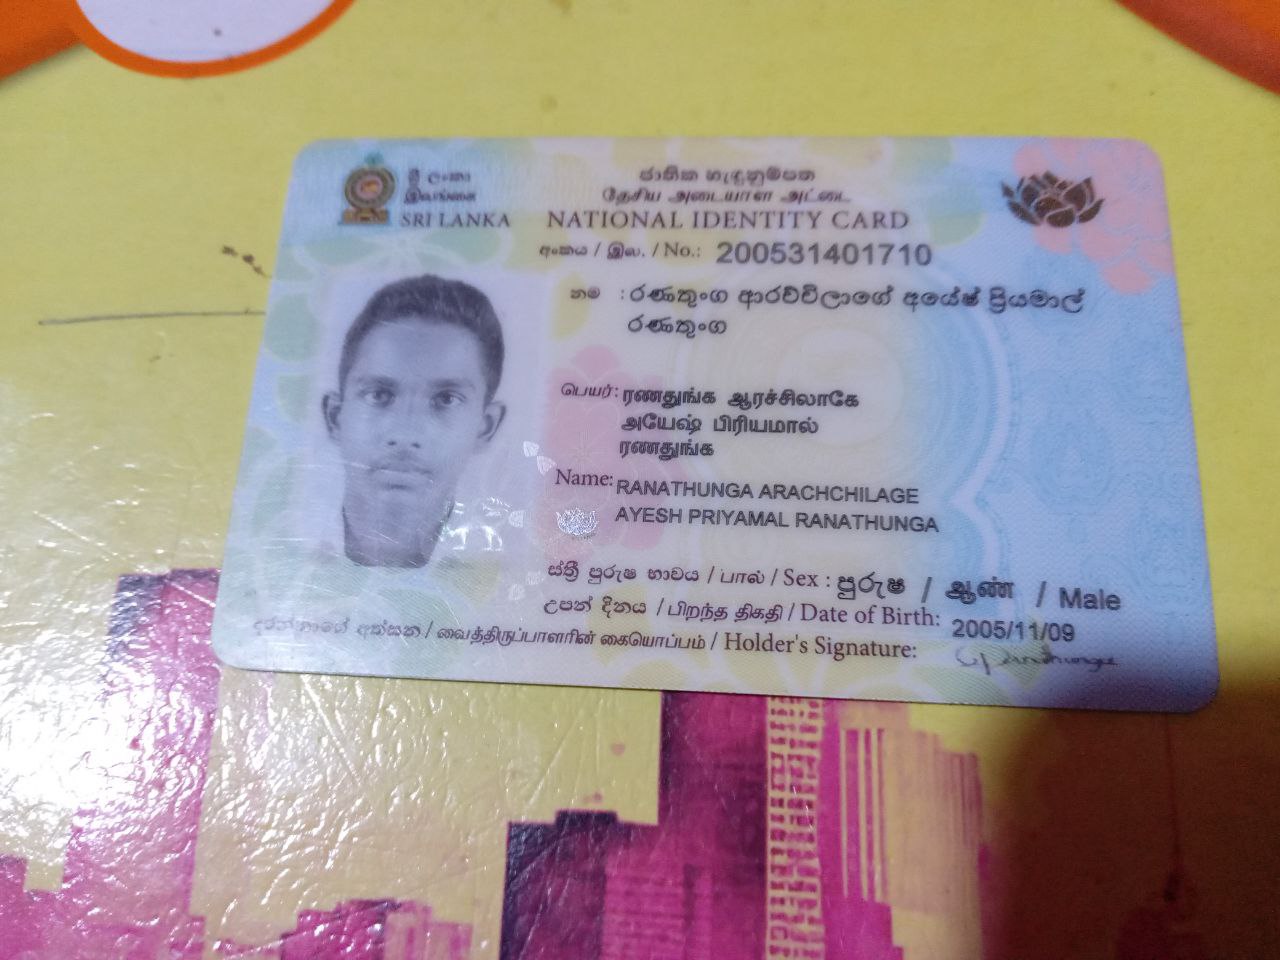 ශ්‍රී ලංකා
இலங்கை
SRI LANKA
ජාතික හැඳුනුම්පත
தேசிய அடையாள அட்டை
NATIONAL IDENTITY CARD
අංකය / இல. / No.: 200531401710
නම : රණතුංග ආරච්චිලාගේ අයේෂ් ප්‍රියමාල්
රණතුංග
பெயர்: ரணதுங்க ஆரச்சிலாகே
அயேஷ் பிரியமால்
ரணதுங்க
Name: RANATHUNGA ARACHCHILAGE
AYESH PRIYAMAL RANATHUNGA
ස්ත්‍රී පුරුෂ භාවය / பால் / Sex : පුරුෂ / ஆண் / Male
උපන් දිනය / பிறந்த திகதி / Date of Birth: 2005/11/09
දරන්නාගේ අත්සන / வைத்திருப்பாளரின் கையொப்பம் / Holder's Signature: